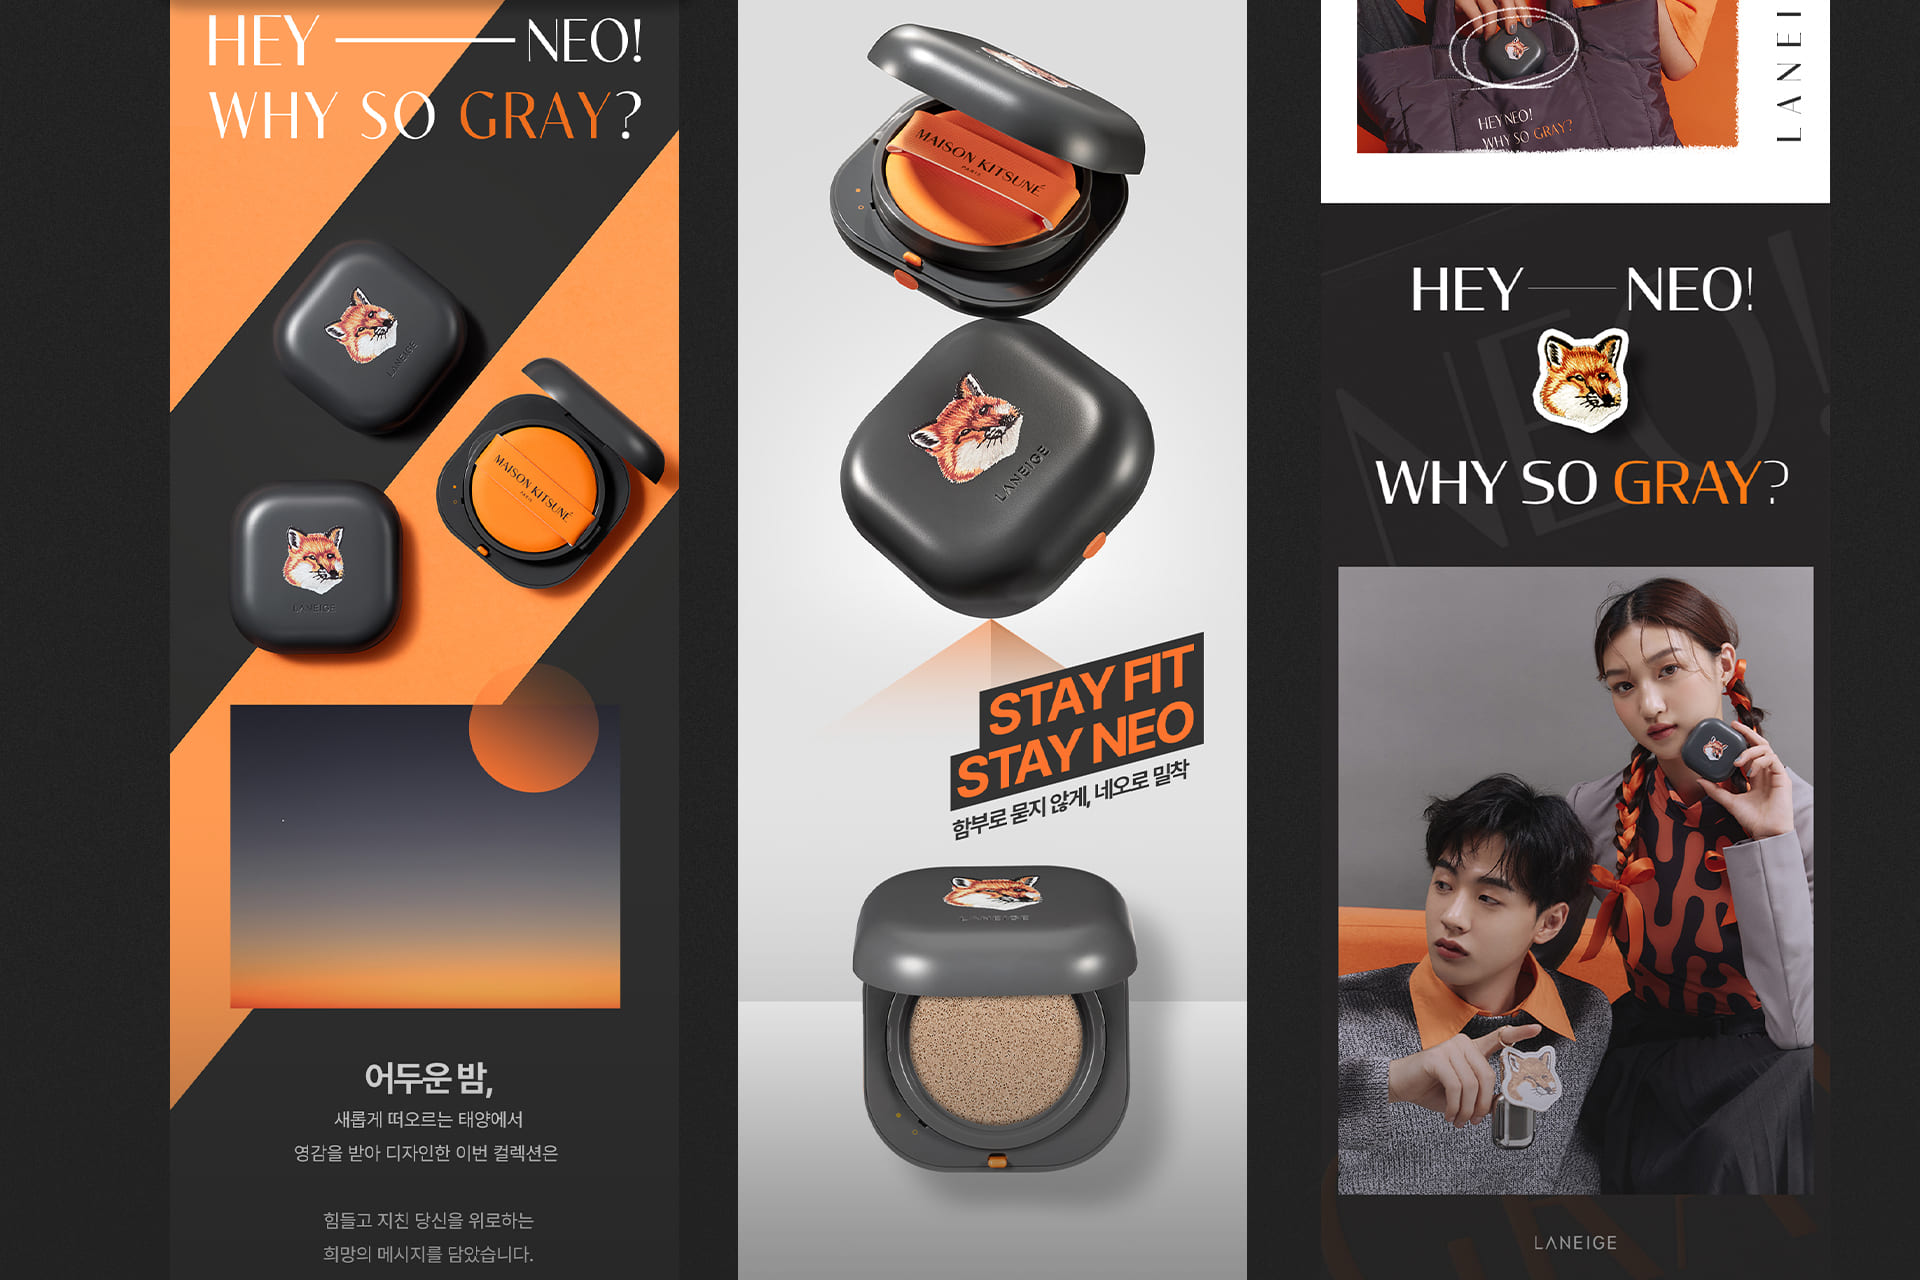 HEY NEO!
WHY SO GRAY?
LANEIGE
MAISON KITSUNÉ
PARIS
LANEIGE
어두운 밤,
새롭게 떠오르는 태양에서
영감을 받아 디자인한 이번 컬렉션은
힘들고 지친 당신을 위로하는
희망의 메시지를 담았습니다.
MAISON KITSUNÉ
PARIS
LANEIGE
STAY FIT
STAY NEO
함부로 묻지 않게, 네오로 밀착
LANEIGE
HEY NEO!
WHY SO GRAY?
LANEI
NEO!
HEY NEO!
WHY SO GRAY?
LANEIGE